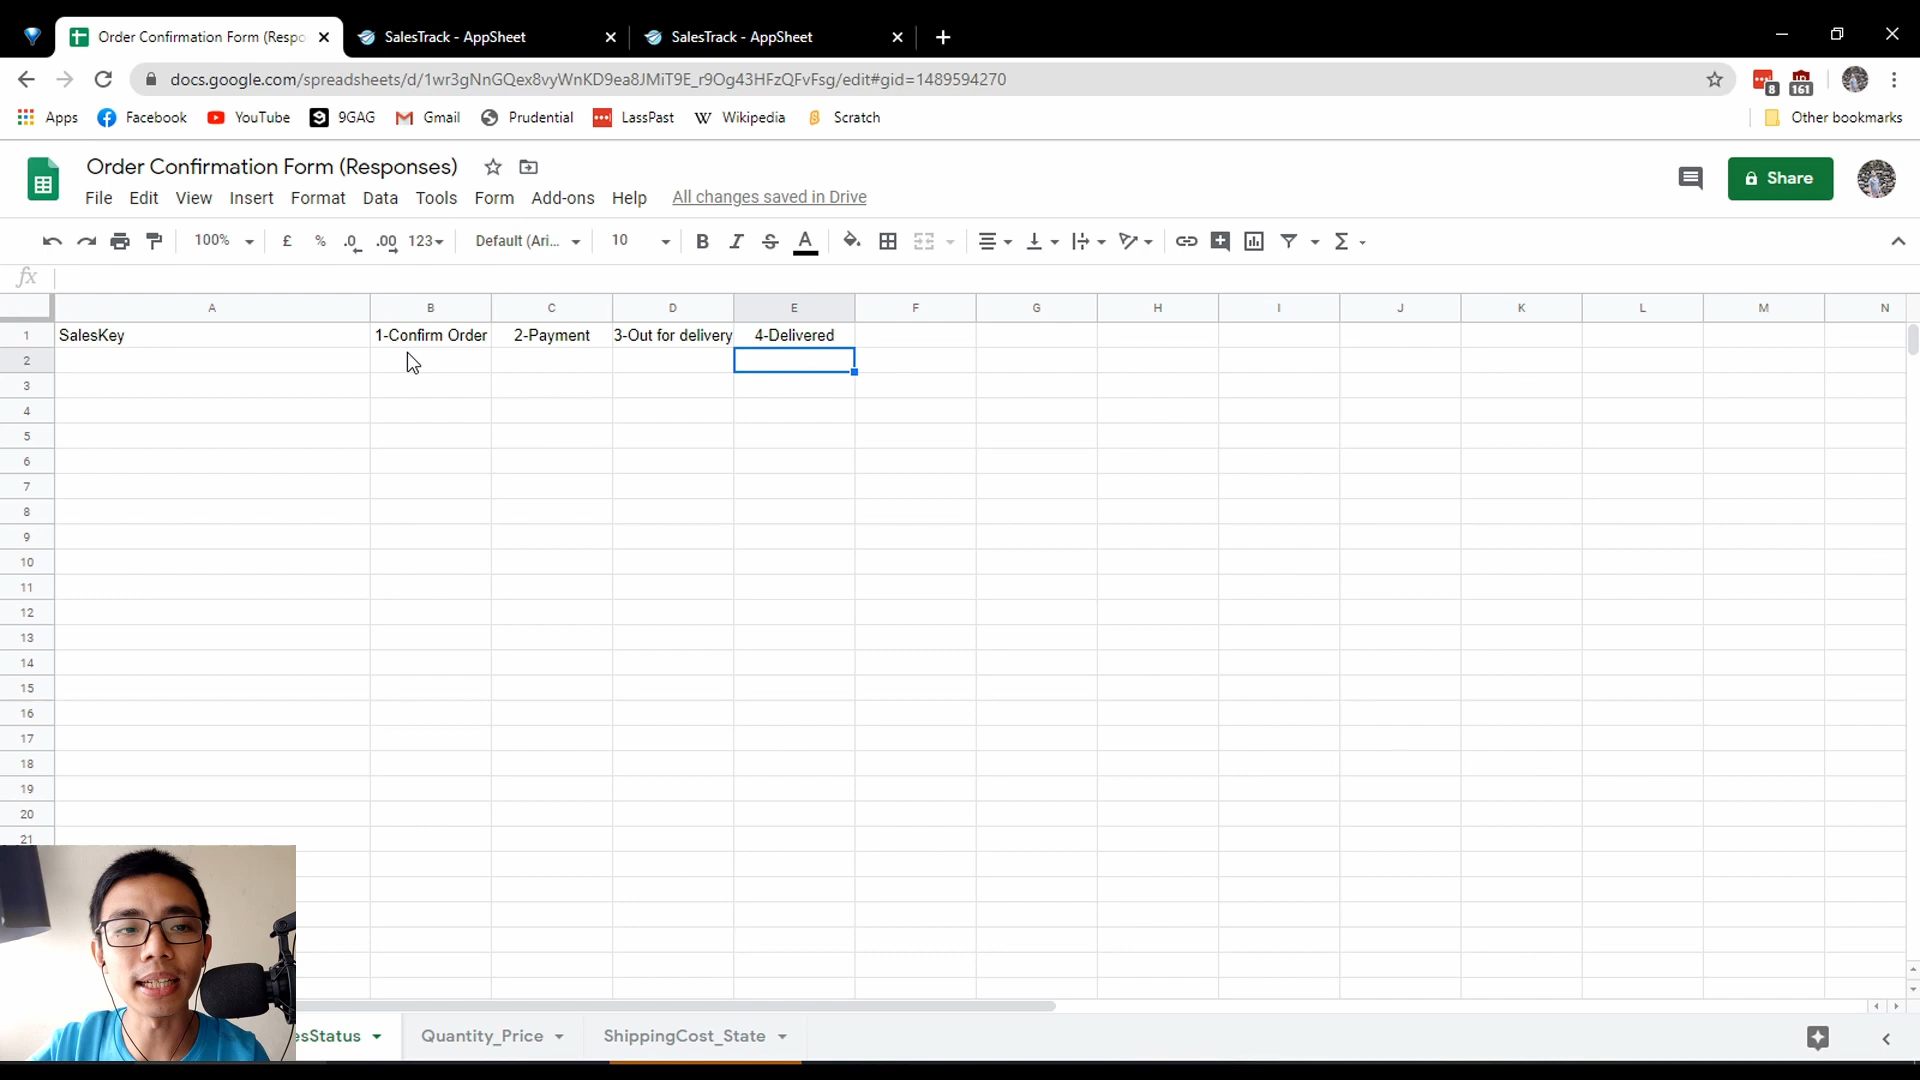 Order Confirmation Form (Respo
SalesTrack - AppSheet
SalesTrack - AppSheet
docs.google.com/spreadsheets/d/1wr3gNnGQex8vyWnKD9ea8JMiT9E_r9Og43HFzQFvFsg/edit#gid=1489594270
8
161
Apps
Facebook
YouTube
9GAG
Gmail
Prudential
LassPast
Wikipedia
Scratch
Other bookmarks
Order Confirmation Form (Responses)
File Edit View Insert Format Data Tools Form Add-ons Help All changes saved in Drive
Share
100% £ % .0 .00 123 Default (Ari... 10 B I S A Σ
fx
A B C D E F G H I J K L M N
1 SalesKey 1-Confirm Order 2-Payment 3-Out for delivery 4-Delivered
2
3
4
5
6
7
8
9
10
11
12
13
14
15
16
17
18
19
20
21
esStatus Quantity_Price ShippingCost_State